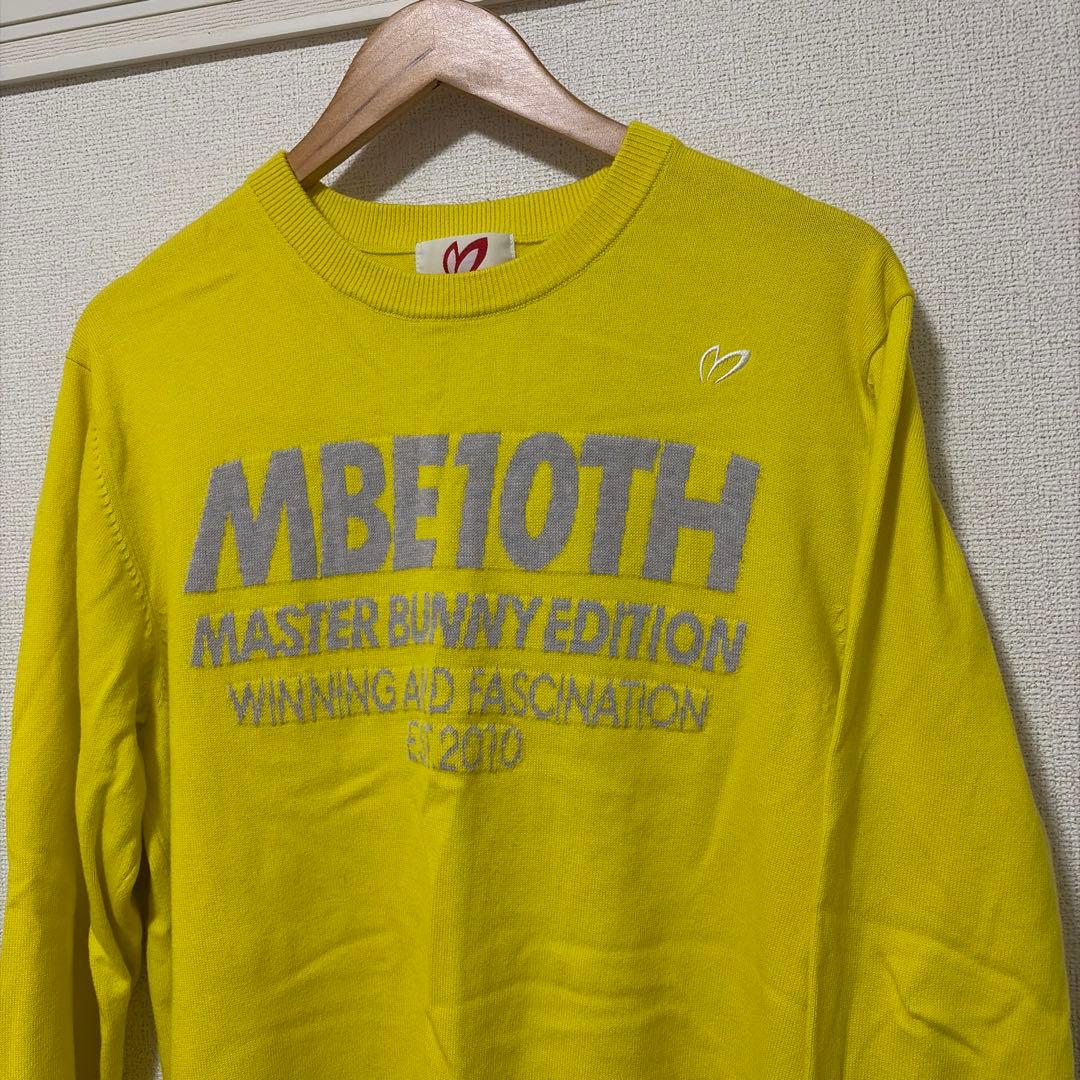 MBE10TH
MASTER BUNNY EDITION
WINNING AND FASCINATION
EST 2010